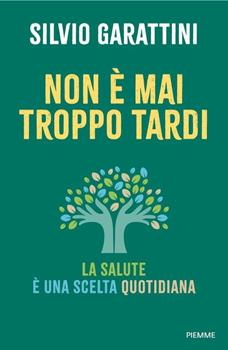 SILVIO GARATTINI
NON È MAI
TROPPO TARDI
LA SALUTE
È UNA SCELTA QUOTIDIANA
PIEMME